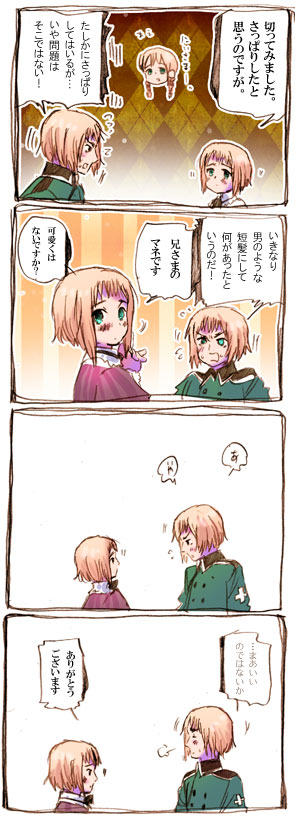 切ってみました。
さっぱりしたと
思うのですが。
にいさまー
たしかにさっぱり
してはいるが…
いや問題は
そこではない！
いきなり
男のような
短髪にして
何があったと
いうのだ！
兄さまの
マネです
可愛くは
ないですか？
あ
いや
…まあいい
のではないか
ありがとう
ございます